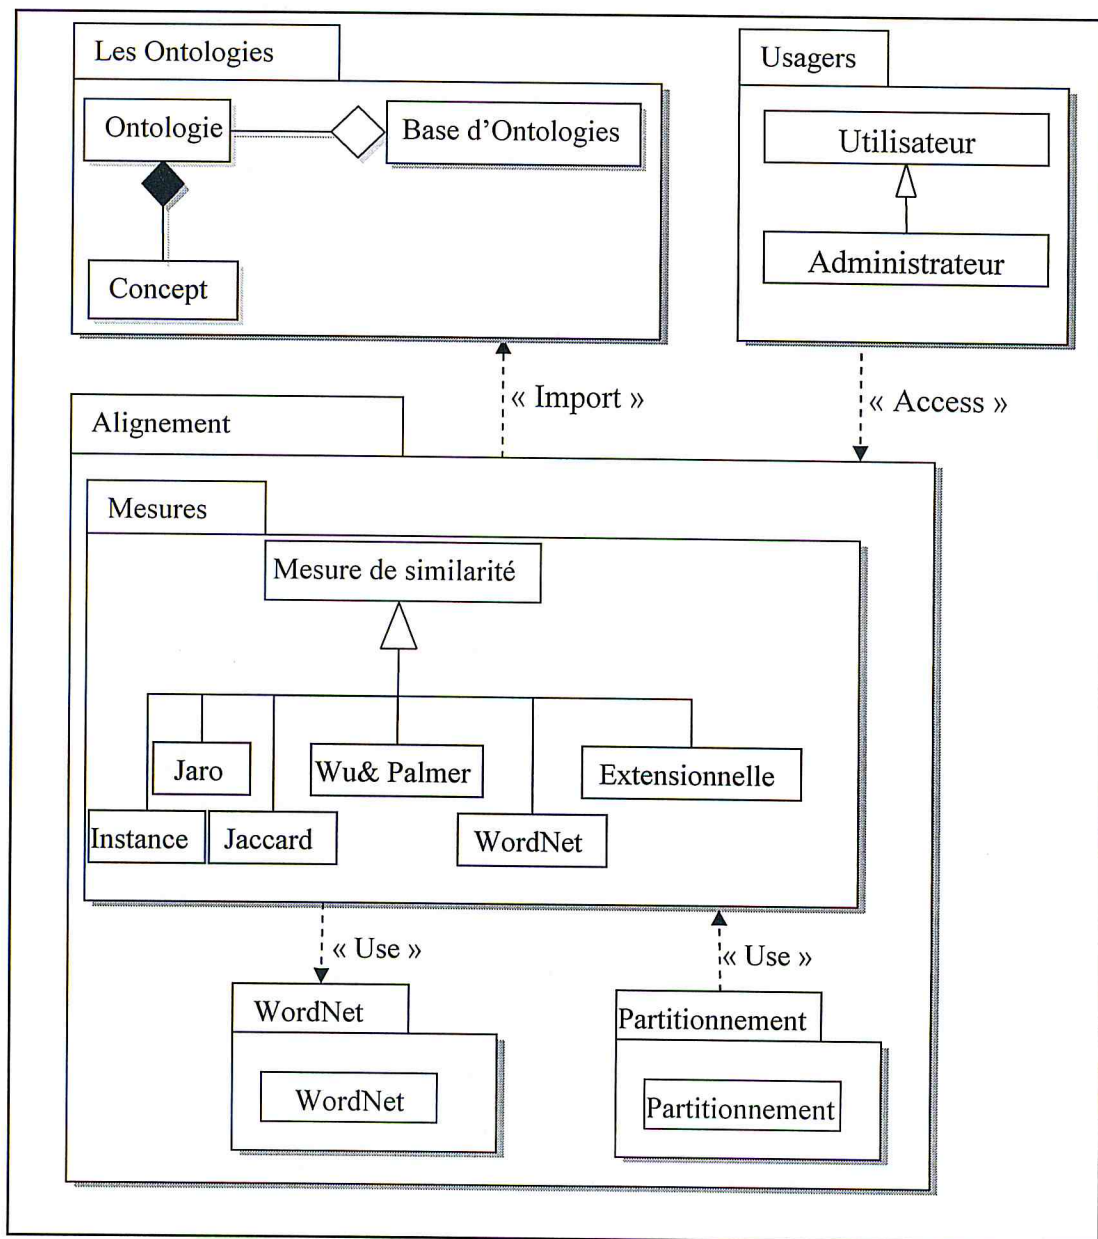 Les Ontologies
Usagers
Ontologie
Base d'Ontologies
Utilisateur
Concept
Administrateur
« Import »
« Access »
Alignement
Mesures
Mesure de similarité
Jaro
Wu& Palmer
Extensionnelle
Instance
Jaccard
WordNet
« Use »
« Use »
WordNet
Partitionnement
WordNet
Partitionnement